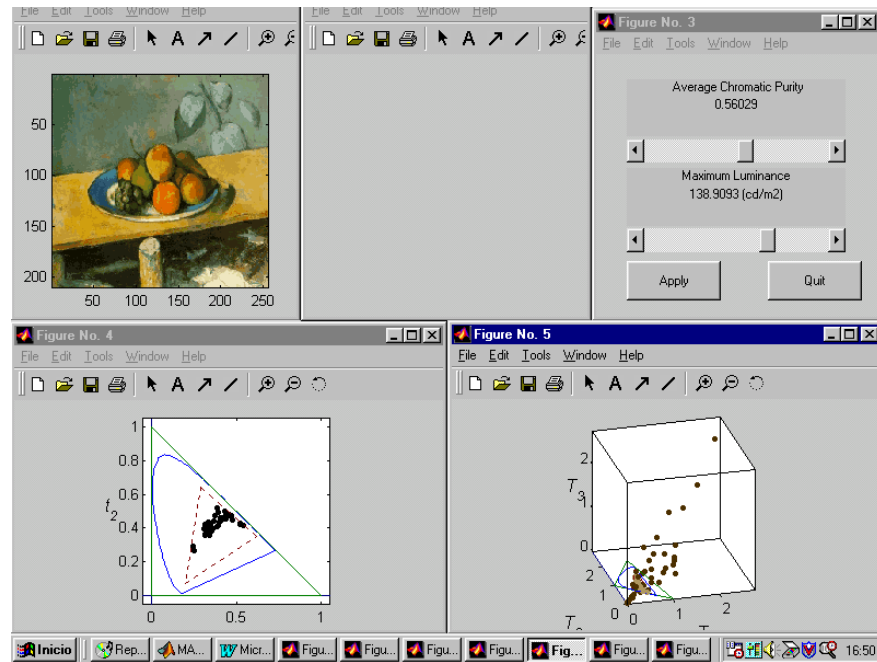 File Edit Tools Window Help
File Edit Tools Window Help
Figure No. 3
File Edit Tools Window Help
A
A
50
100
150
200
50 100 150 200 250
Average Chromatic Purity
0.56029
Maximum Luminance
138.9093 (cd/m2)
Apply Quit
Figure No. 4
File Edit Tools Window Help
A
1
0.8
0.6
t2
0.4
0.2
0
0 0.5 1
Figure No. 5
File Edit Tools Window Help
A
2
T3
1
0
2
1
0
0 1 2
Inicio Rep... MA... Micr... Figu... Figu... Figu... Figu... Fig... Figu... Figu... 16:50